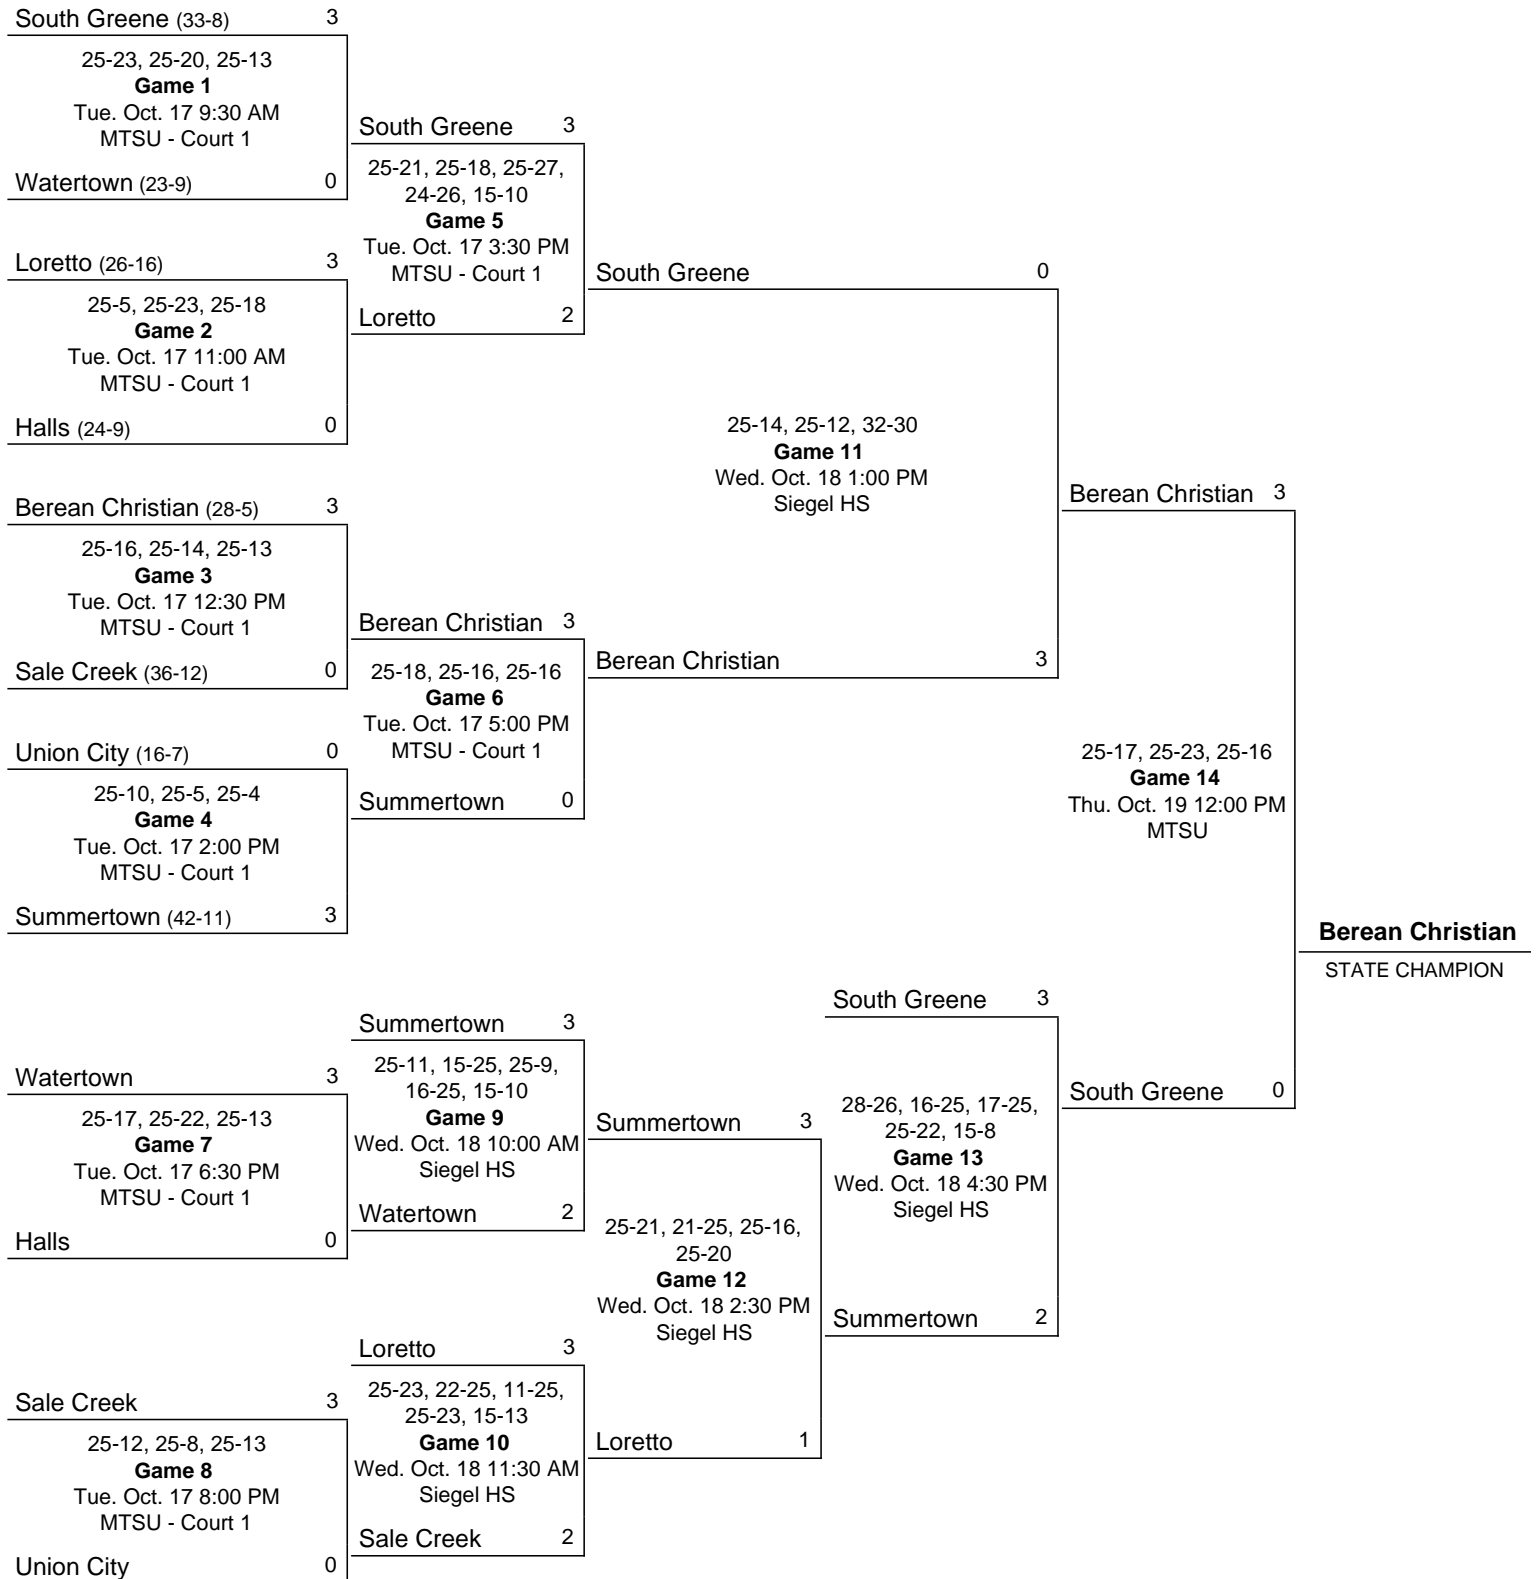 South Greene (33-8) 3
25-23, 25-20, 25-13
Game 1
Tue. Oct. 17 9:30 AM
MTSU - Court 1
Watertown (23-9) 0
Loretto (26-16) 3
25-5, 25-23, 25-18
Game 2
Tue. Oct. 17 11:00 AM
MTSU - Court 1
Halls (24-9) 0
Berean Christian (28-5) 3
25-16, 25-14, 25-13
Game 3
Tue. Oct. 17 12:30 PM
MTSU - Court 1
Sale Creek (36-12) 0
Union City (16-7) 0
25-10, 25-5, 25-4
Game 4
Tue. Oct. 17 2:00 PM
MTSU - Court 1
Summertown (42-11) 3
South Greene 3
25-21, 25-18, 25-27,
24-26, 15-10
Game 5
Tue. Oct. 17 3:30 PM
MTSU - Court 1
Loretto 2
Berean Christian 3
25-18, 25-16, 25-16
Game 6
Tue. Oct. 17 5:00 PM
MTSU - Court 1
Summertown 0
South Greene 0
25-14, 25-12, 32-30
Game 11
Wed. Oct. 18 1:00 PM
Siegel HS
Berean Christian 3
Berean Christian 3
25-17, 25-23, 25-16
Game 14
Thu. Oct. 19 12:00 PM
MTSU
South Greene 0
Berean Christian
STATE CHAMPION
Watertown 3
25-17, 25-22, 25-13
Game 7
Tue. Oct. 17 6:30 PM
MTSU - Court 1
Halls 0
Sale Creek 3
25-12, 25-8, 25-13
Game 8
Tue. Oct. 17 8:00 PM
MTSU - Court 1
Union City 0
Summertown 3
25-11, 15-25, 25-9,
16-25, 15-10
Game 9
Wed. Oct. 18 10:00 AM
Siegel HS
Watertown 2
Loretto 3
25-23, 22-25, 11-25,
25-23, 15-13
Game 10
Wed. Oct. 18 11:30 AM
Siegel HS
Sale Creek 2
Summertown 3
25-21, 21-25, 25-16,
25-20
Game 12
Wed. Oct. 18 2:30 PM
Siegel HS
Loretto 1
South Greene 3
28-26, 16-25, 17-25,
25-22, 15-8
Game 13
Wed. Oct. 18 4:30 PM
Siegel HS
Summertown 2